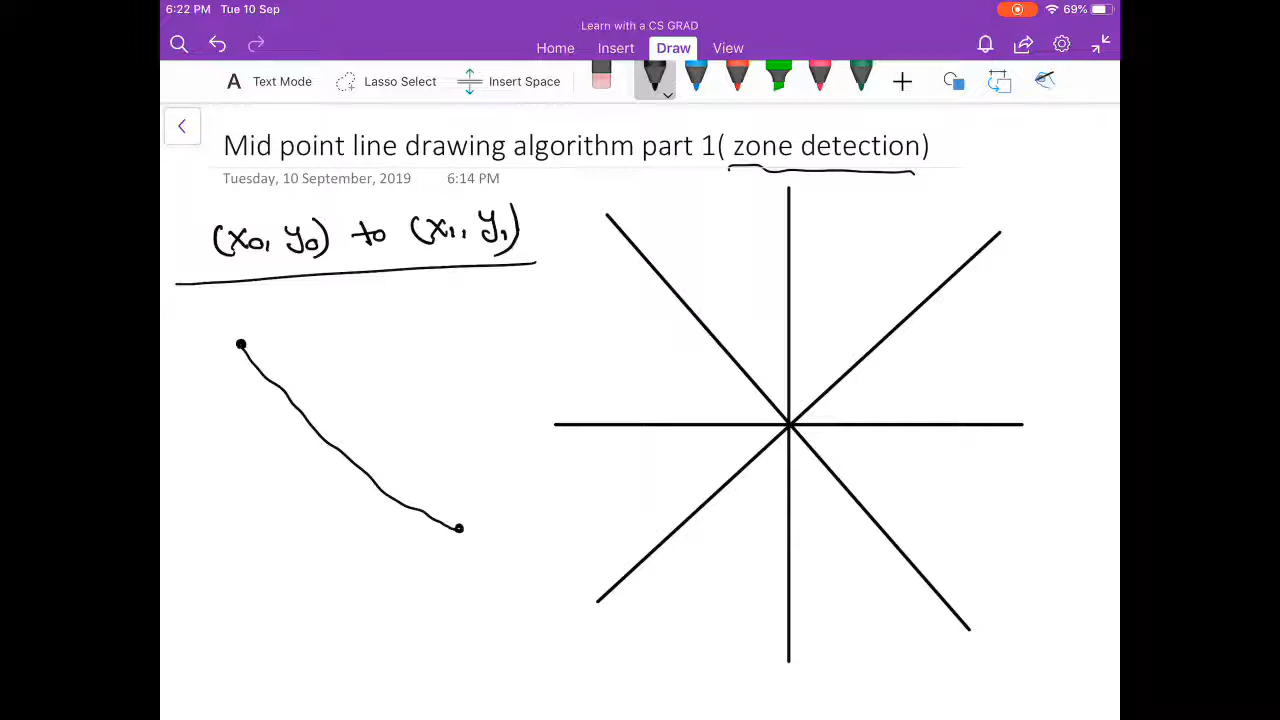 6:22 PM Tue 10 Sep
69%
Learn with a CS GRAD
Home Insert Draw View
A Text Mode Lasso Select Insert Space
Mid point line drawing algorithm part 1( zone detection)
Tuesday, 10 September, 2019 6:14 PM
(x0, y0) to (x1, y1)